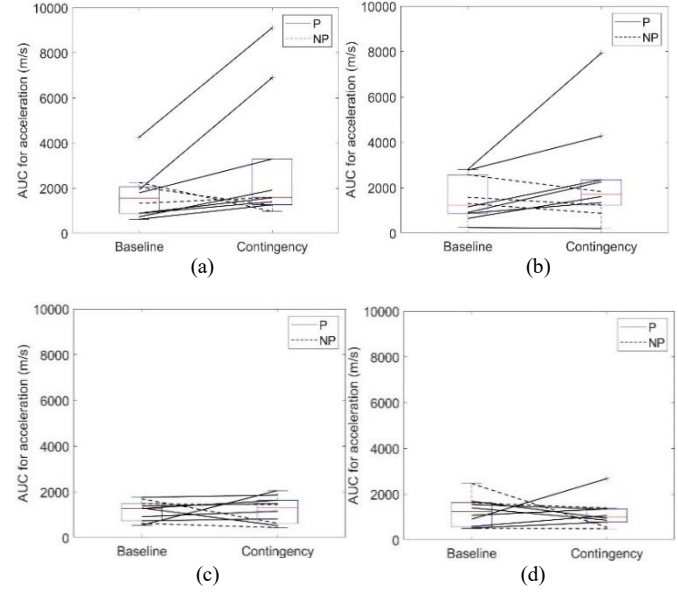 10000
8000
6000
4000
2000
0
AUC for acceleration (m/s)
P
NP
Baseline Contingency
(a)
10000
8000
6000
4000
2000
0
AUC for acceleration (m/s)
P
NP
Baseline Contingency
(b)
10000
8000
6000
4000
2000
0
AUC for acceleration (m/s)
P
NP
Baseline Contingency
(c)
10000
8000
6000
4000
2000
0
AUC for acceleration (m/s)
P
NP
Baseline Contingency
(d)